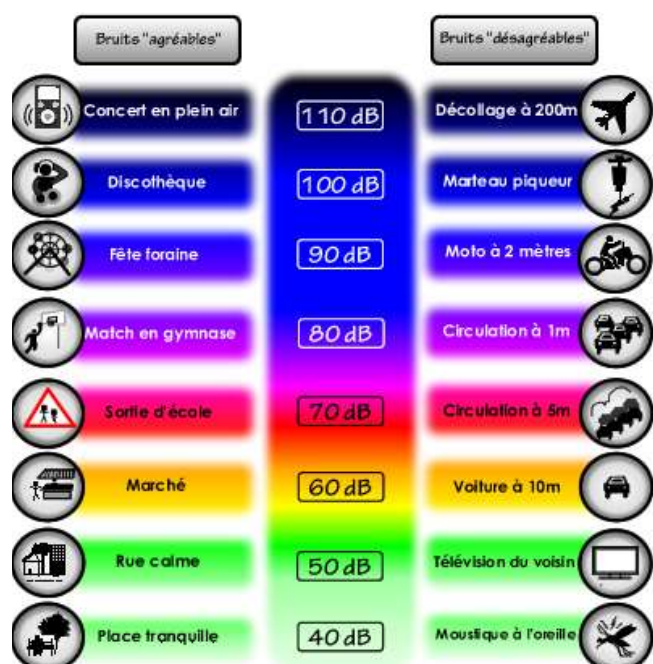 Bruits "agréables"
Bruits "désagréables"
Concert en plein air
110 dB
Décollage à 200m
Discothèque
100 dB
Marteau piqueur
Fête foraine
90 dB
Moto à 2 mètres
Match en gymnase
80 dB
Circulation à 1m
Sortie d'école
70 dB
Circulation à 5m
Marché
60 dB
Voiture à 10m
Rue calme
50 dB
Télévision du voisin
Place tranquille
40 dB
Moustique à l'oreille